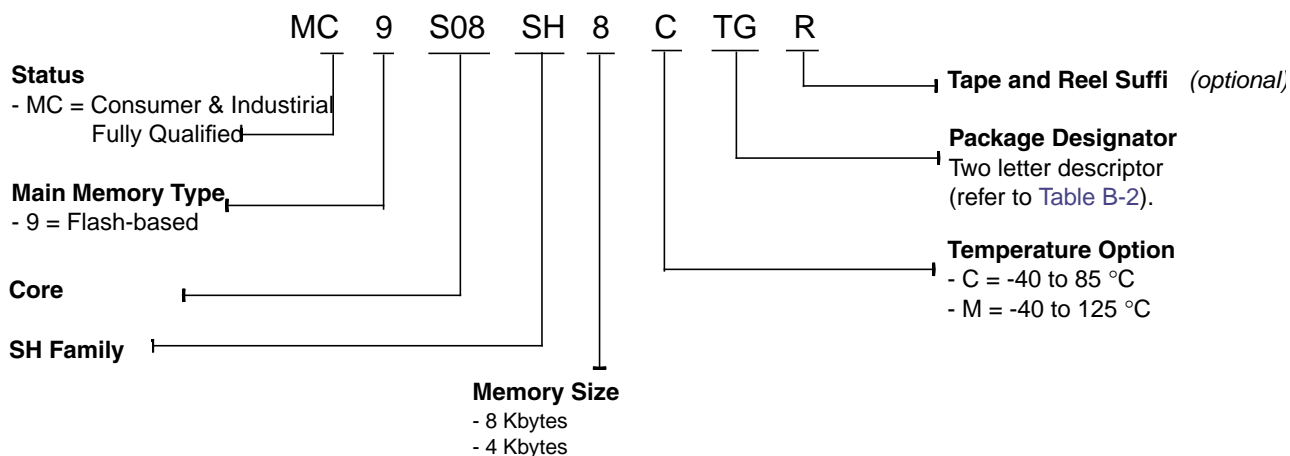 MC 9 S08 SH 8 C TG R
Status
- MC = Consumer & Industirial
Fully Qualified
Main Memory Type
- 9 = Flash-based
Core
SH Family
Memory Size
- 8 Kbytes
- 4 Kbytes
Tape and Reel Suffi (optional)
Package Designator
Two letter descriptor
(refer to Table B-2).
Temperature Option
- C = -40 to 85 °C
- M = -40 to 125 °C